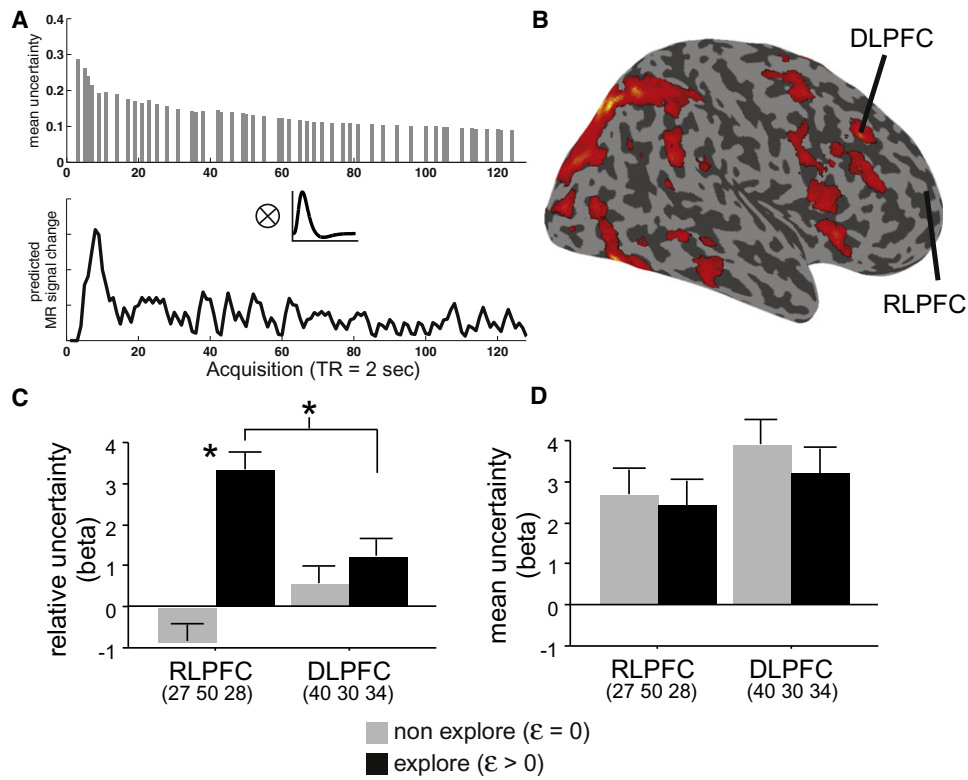 A
mean uncertainty
0.4
0.3
0.2
0.1
0
20
40
60
80
100
120
predicted
MR signal change
0
20
40
60
80
100
120
Acquisition (TR = 2 sec)
B
DLPFC
RLPFC
C
relative uncertainty
(beta)
4
3
2
1
0
-1
*
*
RLPFC
(27 50 28)
DLPFC
(40 30 34)
D
mean uncertainty
(beta)
4
3
2
1
0
-1
RLPFC
(27 50 28)
DLPFC
(40 30 34)
non explore (ε = 0)
explore (ε > 0)